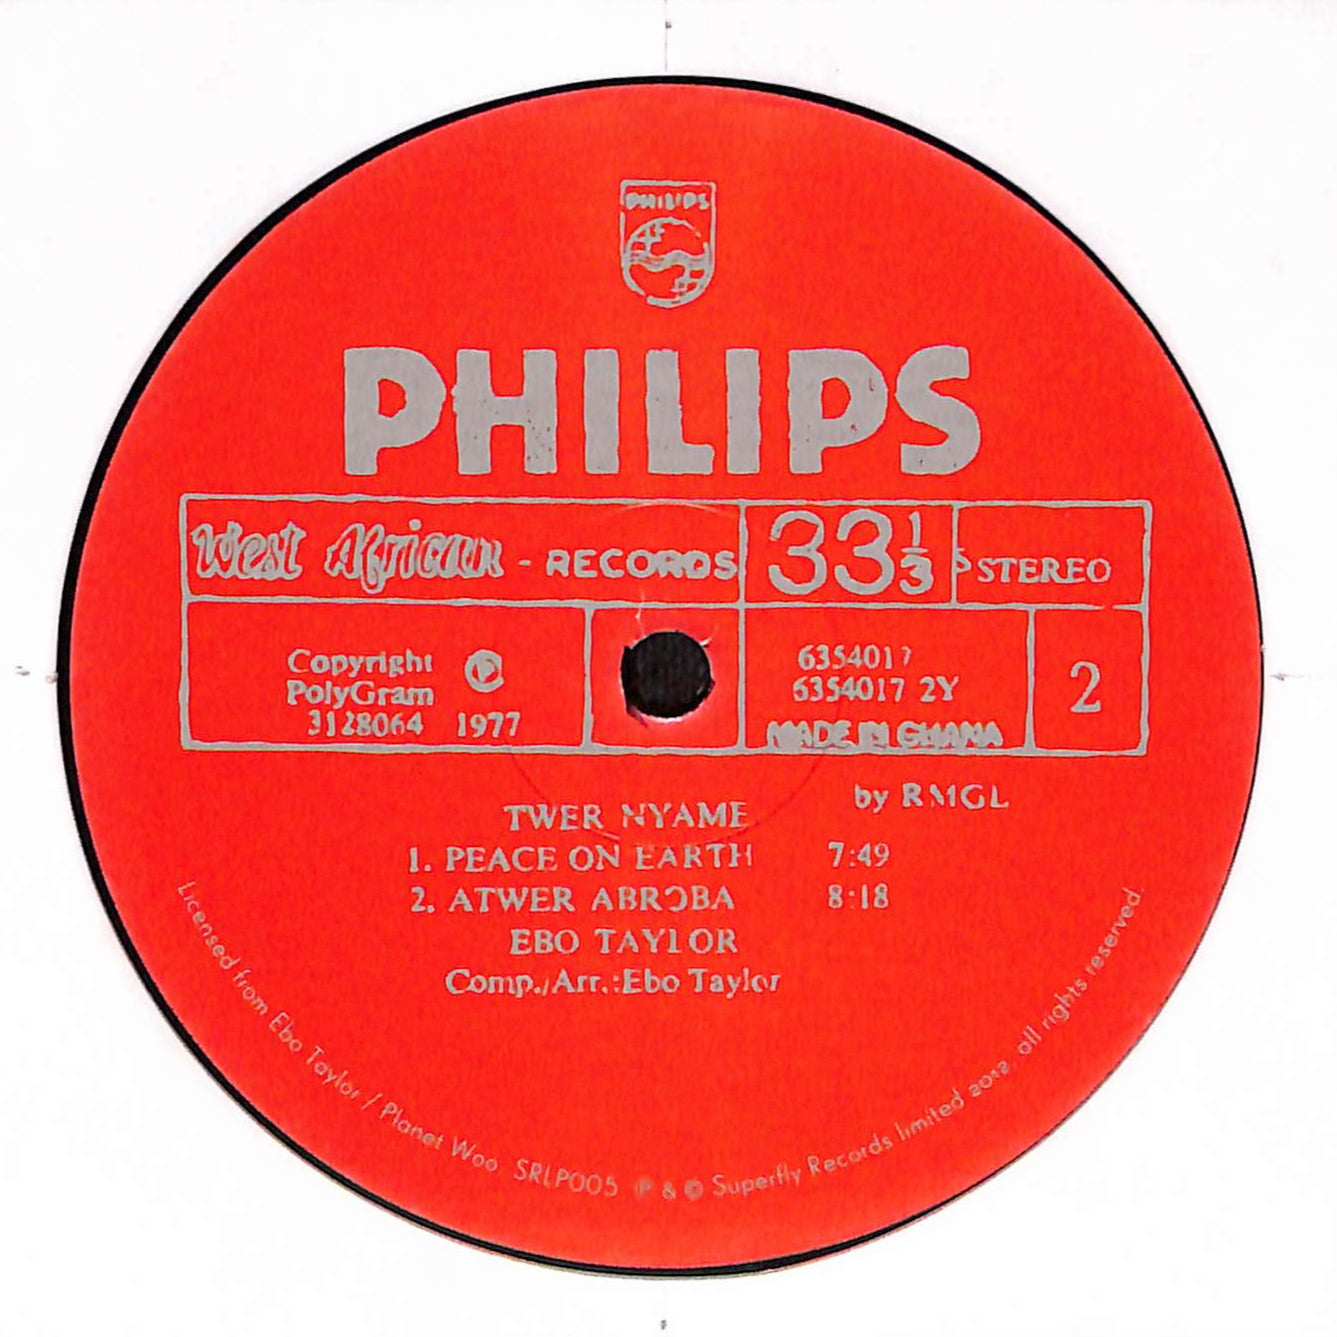 PHILIPS
PHILIPS
West African - RECORDS
33 1/3
STEREO
Copyright Ⓟ
PolyGram
3128064 1977
6354017
6354017 2Y
MADE IN GHANA
2
by RMGL
TWER NYAME
1. PEACE ON EARTH 7:49
2. ATWER ABRƆBA 8:18
EBO TAYLOR
Comp./Arr.:Ebo Taylor
Licensed from Ebo Taylor / Planet Woo SRLP005 ℗ & © Superfly Records limited 2012, all rights reserved.